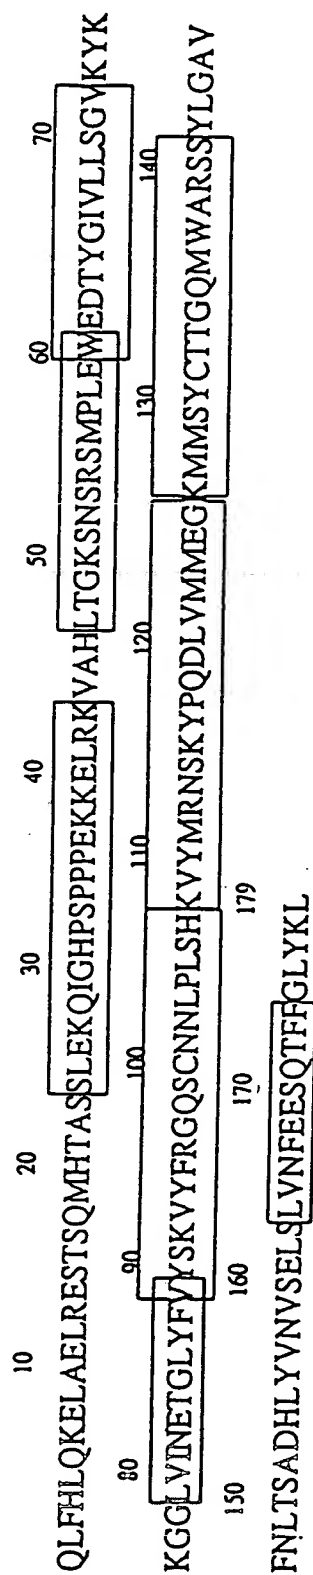 10 20 30 40 50 60 70
QLFHLQKELAELRESTSQMHTASSLEKQIGHPSPPPEKKELRKVAHLTGKSNSRSMPLEWEDTYGIVLLSGVKYK
80 90 100 110 120 130 140
KGGLVINETGLYFVYSKVYFRGQSCNNLPLSHKVYMRNSKYPQDLVMMEGKMMSYCTTGQMWARSSYLGAV
150 160 170 179
FNLTSADHLYVNVSELSLVNFEESQTFFGLYKL